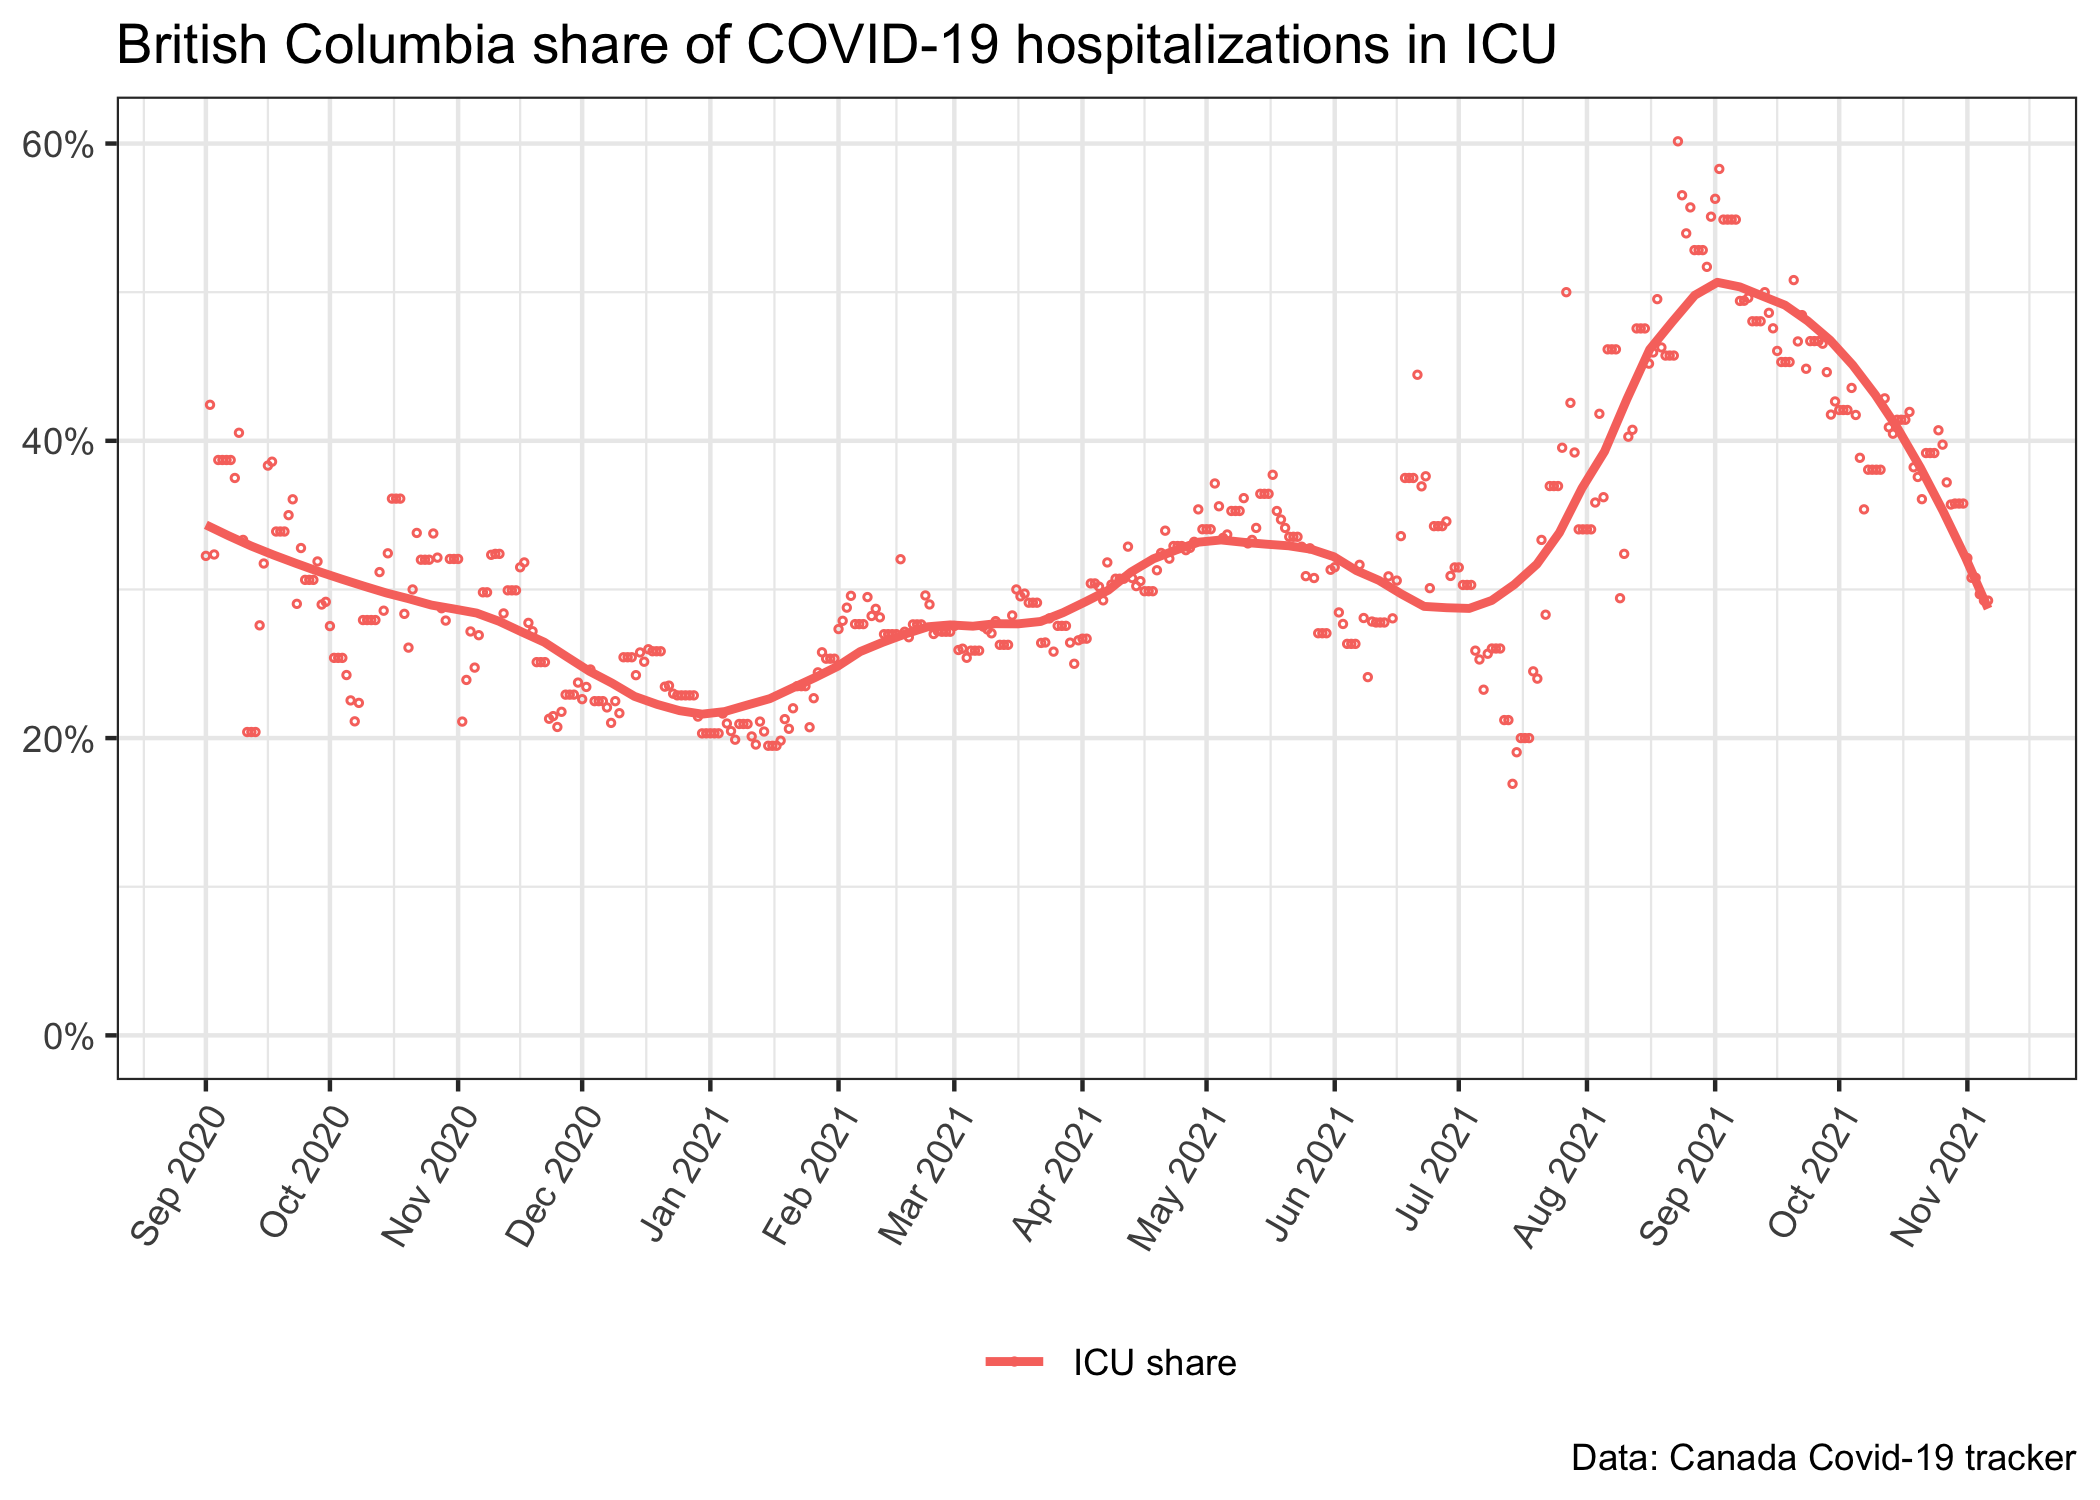 British Columbia share of COVID-19 hospitalizations in ICU
60%
40%
20%
0%
Sep 2020
Oct 2020
Nov 2020
Dec 2020
Jan 2021
Feb 2021
Mar 2021
Apr 2021
May 2021
Jun 2021
Jul 2021
Aug 2021
Sep 2021
Oct 2021
Nov 2021
ICU share
Data: Canada Covid-19 tracker